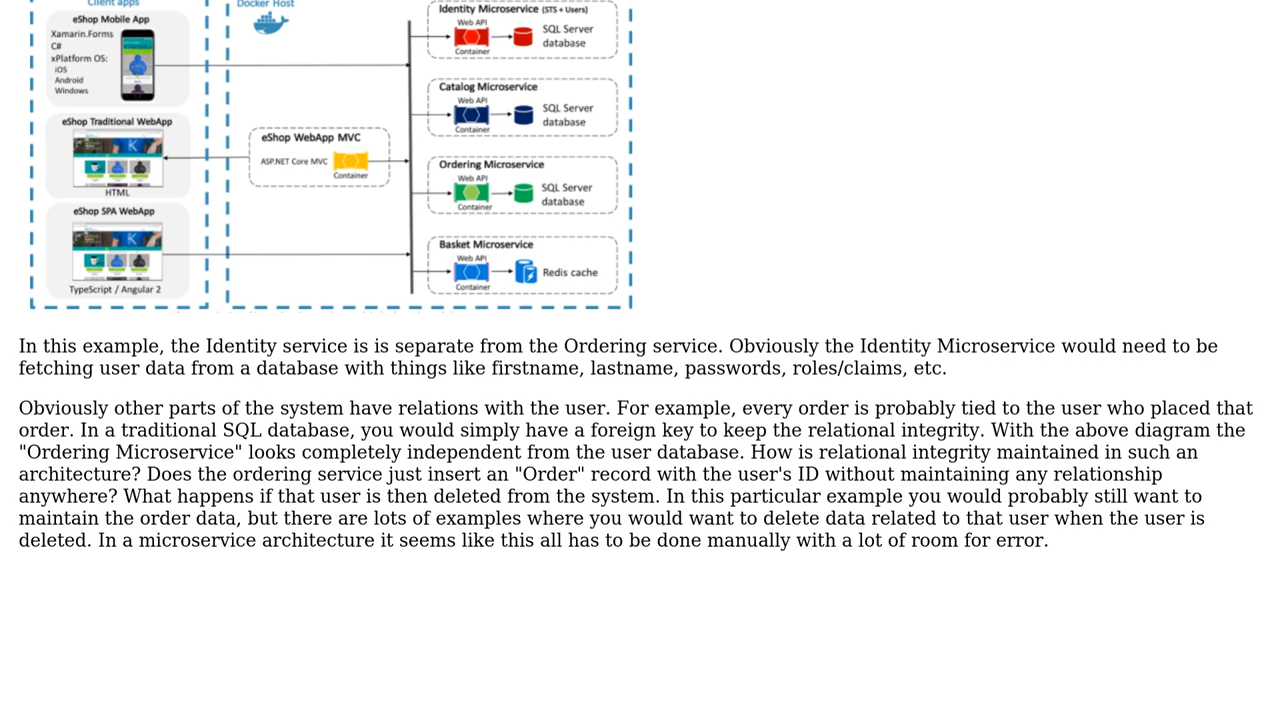 Client apps
eShop Mobile App
Xamarin.Forms
C#
xPlatform OS:
iOS
Android
Windows
eShop Traditional WebApp
HTML
eShop SPA WebApp
TypeScript / Angular 2
Docker Host
eShop WebApp MVC
ASP.NET Core MVC
Container
Identity Microservice (STS + Users)
Web API
Container
SQL Server
database
Catalog Microservice
Web API
Container
SQL Server
database
Ordering Microservice
Web API
Container
SQL Server
database
Basket Microservice
Web API
Container
Redis cache
In this example, the Identity service is is separate from the Ordering service. Obviously the Identity Microservice would need to be
fetching user data from a database with things like firstname, lastname, passwords, roles/claims, etc.
Obviously other parts of the system have relations with the user. For example, every order is probably tied to the user who placed that
order. In a traditional SQL database, you would simply have a foreign key to keep the relational integrity. With the above diagram the
"Ordering Microservice" looks completely independent from the user database. How is relational integrity maintained in such an
architecture? Does the ordering service just insert an "Order" record with the user's ID without maintaining any relationship
anywhere? What happens if that user is then deleted from the system. In this particular example you would probably still want to
maintain the order data, but there are lots of examples where you would want to delete data related to that user when the user is
deleted. In a microservice architecture it seems like this all has to be done manually with a lot of room for error.